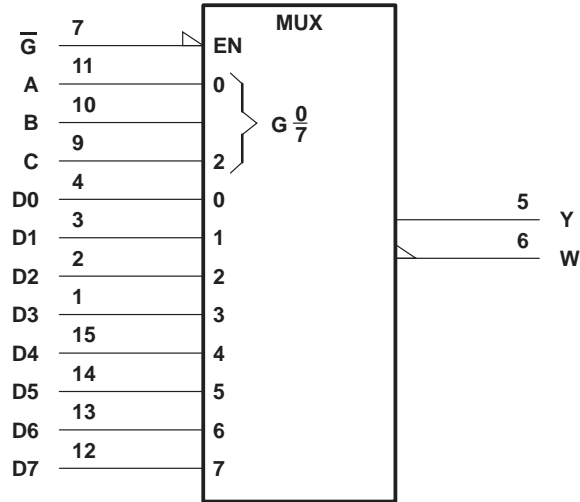 MUX
G̅ 7 EN
A 11 0
B 10
G 0/7
C 9 2
D0 4 0
D1 3 1
5 Y
D2 2 2
6 W
D3 1 3
D4 15 4
D5 14 5
D6 13 6
D7 12 7